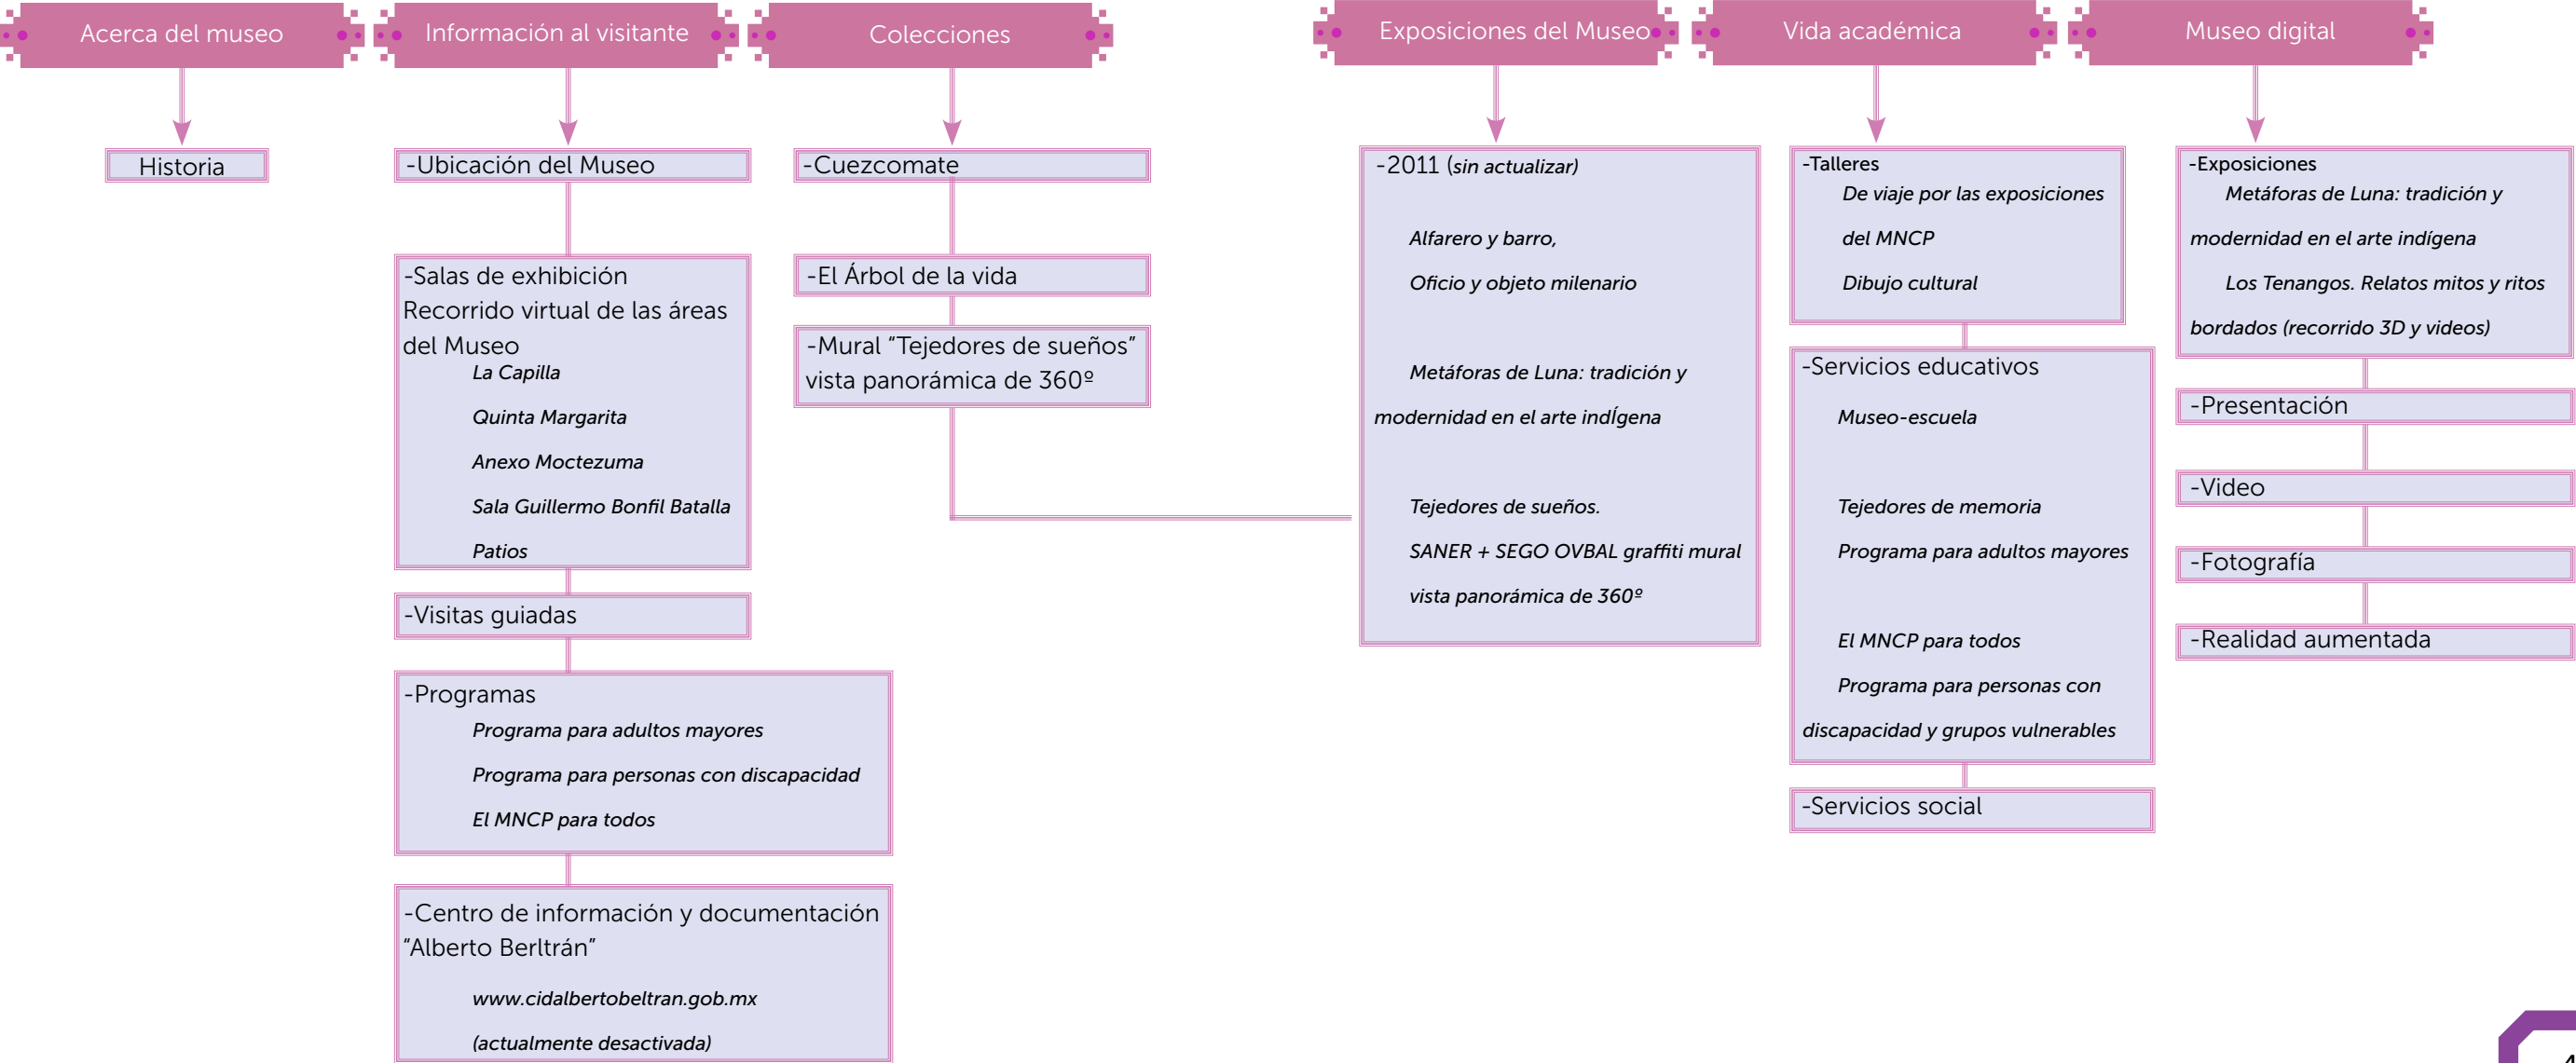 Acerca del museo
Historia
Información al visitante
-Ubicación del Museo
-Salas de exhibición
Recorrido virtual de las áreas
del Museo
La Capilla
Quinta Margarita
Anexo Moctezuma
Sala Guillermo Bonfil Batalla
Patios
-Visitas guiadas
-Programas
Programa para adultos mayores
Programa para personas con discapacidad
El MNCP para todos
-Centro de información y documentación
“Alberto Berltrán”
www.cidalbertobeltran.gob.mx
(actualmente desactivada)
Colecciones
-Cuezcomate
-El Árbol de la vida
-Mural “Tejedores de sueños”
vista panorámica de 360º
Exposiciones del Museo
-2011 (sin actualizar)
Alfarero y barro,
Oficio y objeto milenario
Metáforas de Luna: tradición y
modernidad en el arte indÍgena
Tejedores de sueños.
SANER + SEGO OVBAL graffiti mural
vista panorámica de 360º
Vida académica
-Talleres
De viaje por las exposiciones
del MNCP
Dibujo cultural
-Servicios educativos
Museo-escuela
Tejedores de memoria
Programa para adultos mayores
El MNCP para todos
Programa para personas con
discapacidad y grupos vulnerables
-Servicios social
Museo digital
-Exposiciones
Metáforas de Luna: tradición y
modernidad en el arte indígena
Los Tenangos. Relatos mitos y ritos
bordados (recorrido 3D y videos)
-Presentación
-Video
-Fotografía
-Realidad aumentada